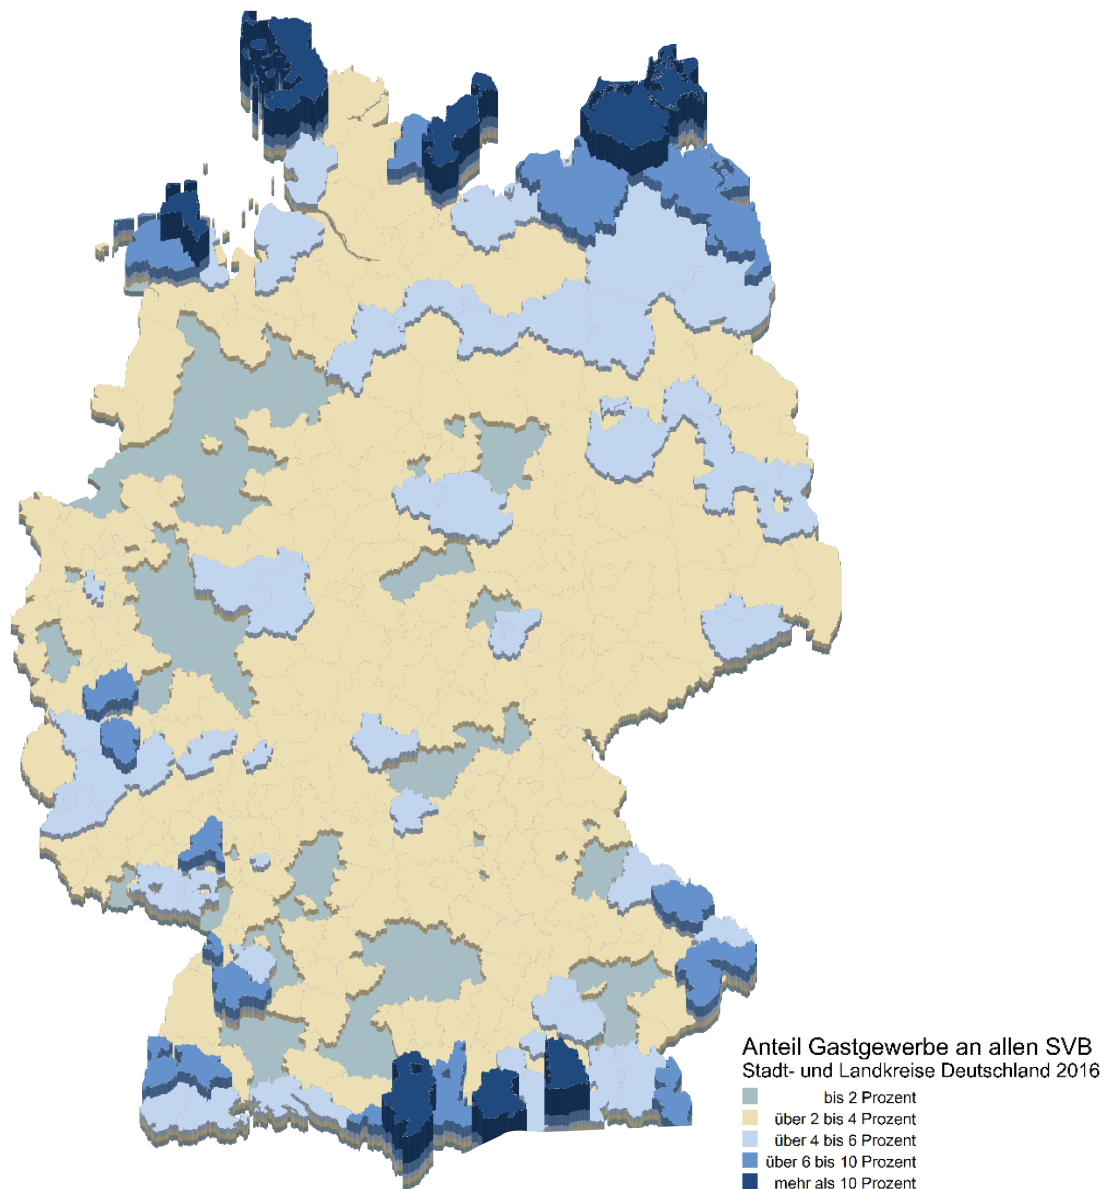 Anteil Gastgewerbe an allen SVB
Stadt- und Landkreise Deutschland 2016
bis 2 Prozent
über 2 bis 4 Prozent
über 4 bis 6 Prozent
über 6 bis 10 Prozent
mehr als 10 Prozent